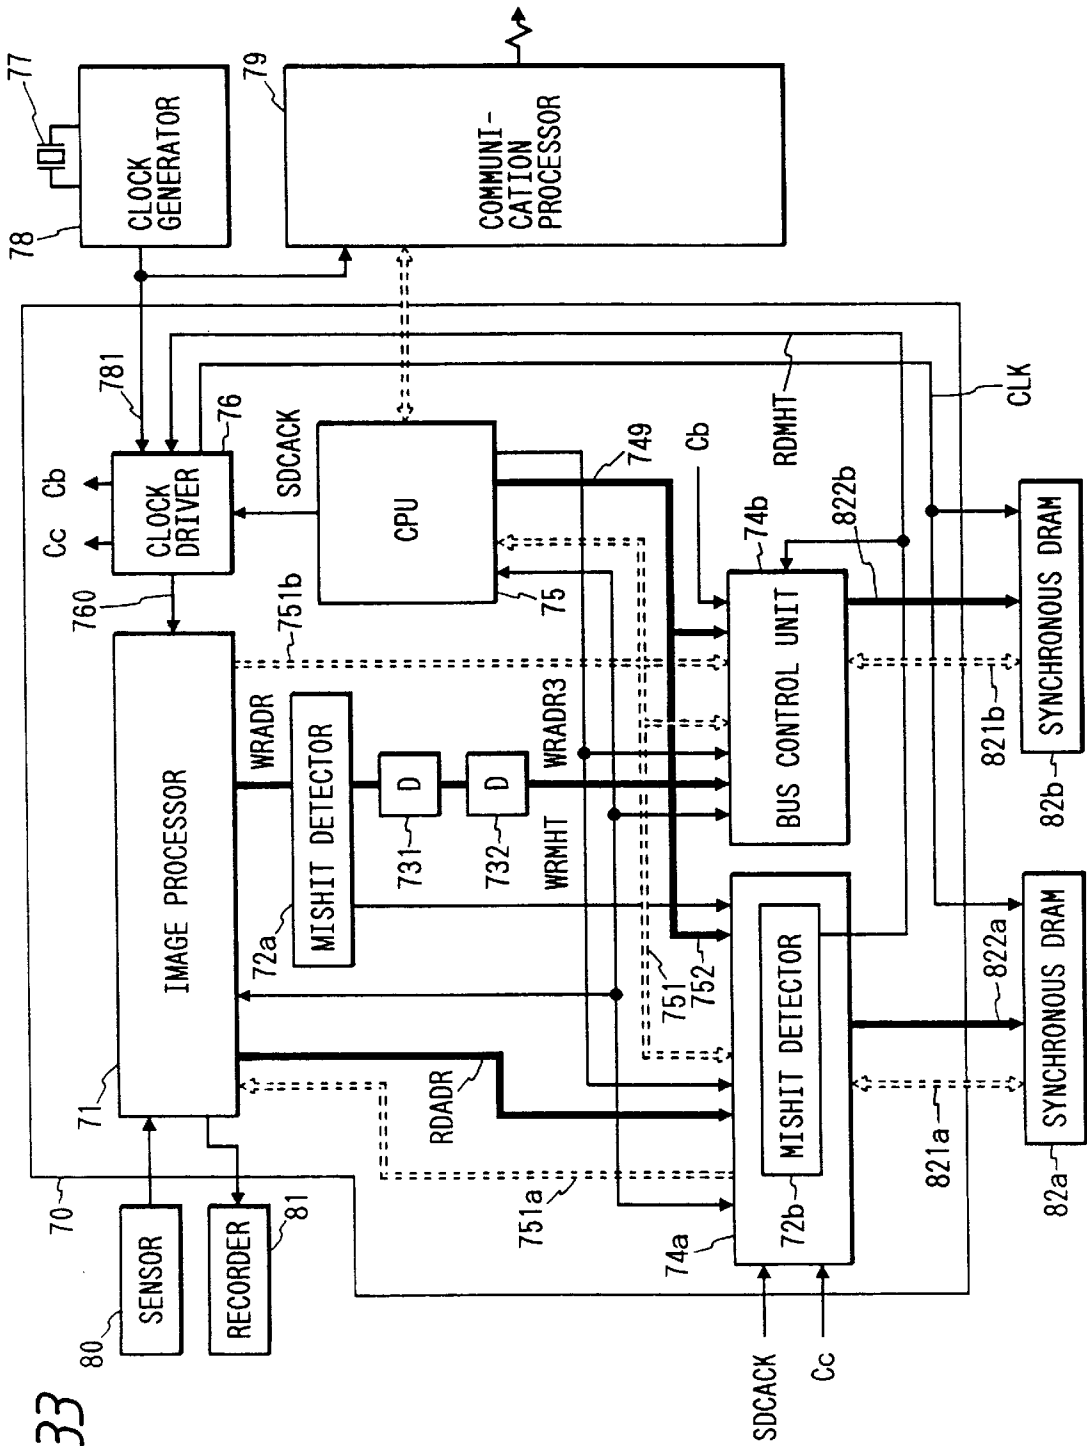 33
80
SENSOR
RECORDER
81
70
71
IMAGE PROCESSOR
760
CLOCK
DRIVER
76
Cc
Cb
781
78
77
CLOCK
GENERATOR
79
COMMUNI-
CATION
PROCESSOR
WRADR
751b
SDCACK
CPU
75
72a
MISHIT DETECTOR
731
D
732
D
WRADR3
WRMHT
RDADR
751a
751
752
749
Cb
RDMHT
CLK
74a
72b
MISHIT DETECTOR
SDCACK
Cc
BUS CONTROL UNIT
74b
821a
822a
821b
822b
82a
SYNCHRONOUS DRAM
82b
SYNCHRONOUS DRAM